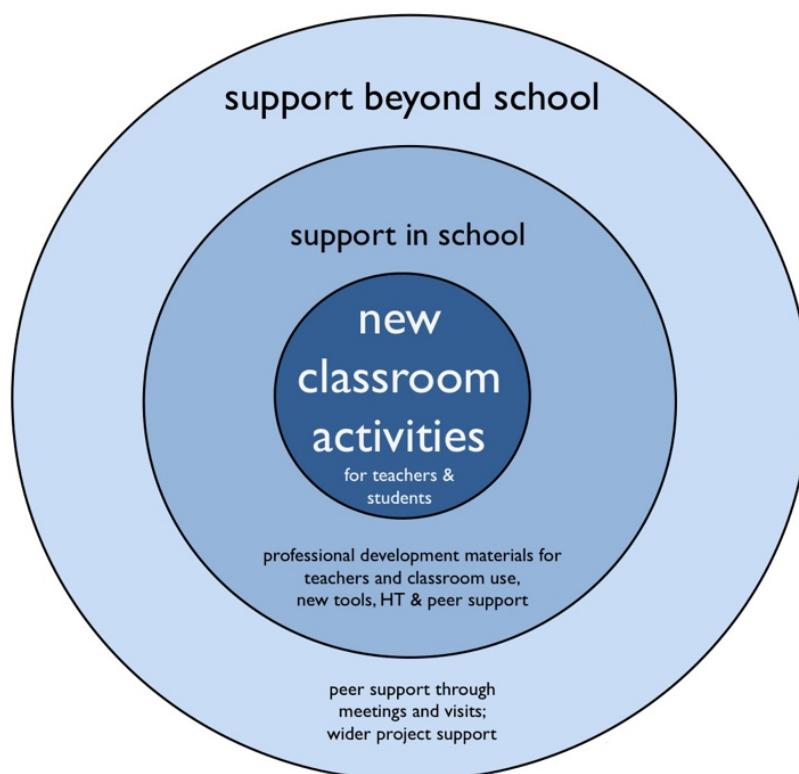 support beyond school
support in school
new
classroom
activities
for teachers &
students
professional development materials for
teachers and classroom use,
new tools, HT & peer support
peer support through
meetings and visits;
wider project support